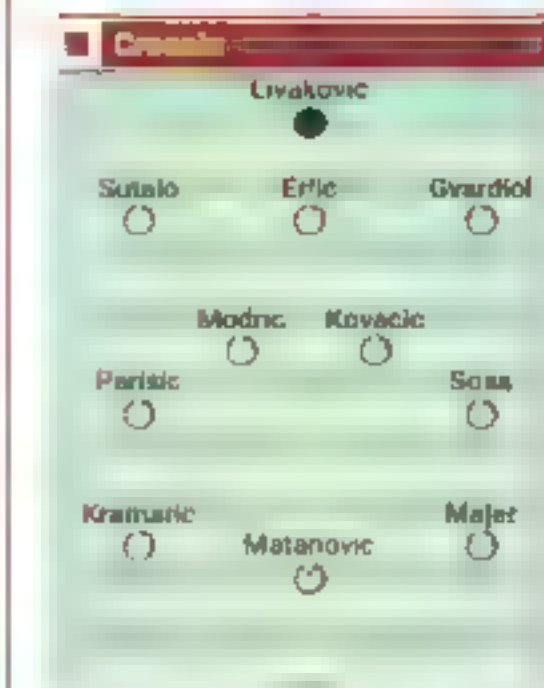 Croatia
Livakovic
Sutalo Erlic Gvardiol
Modric Kovacic
Perisic Sosa
Kramaric Majer
Matanovic